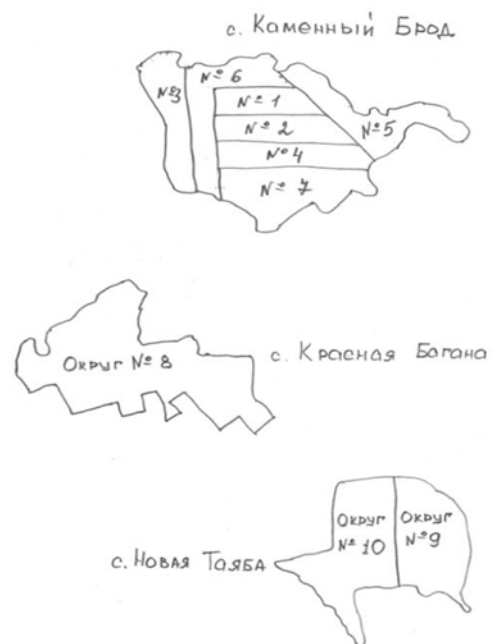 с. Каменный Брод
№ 6
№3
№ 1
№ 5
№ 2
№ 4
№ 7
Округ № 8
с. Красная Багана
Округ
№ 10
Округ
№ 9
с. Новая Таяба